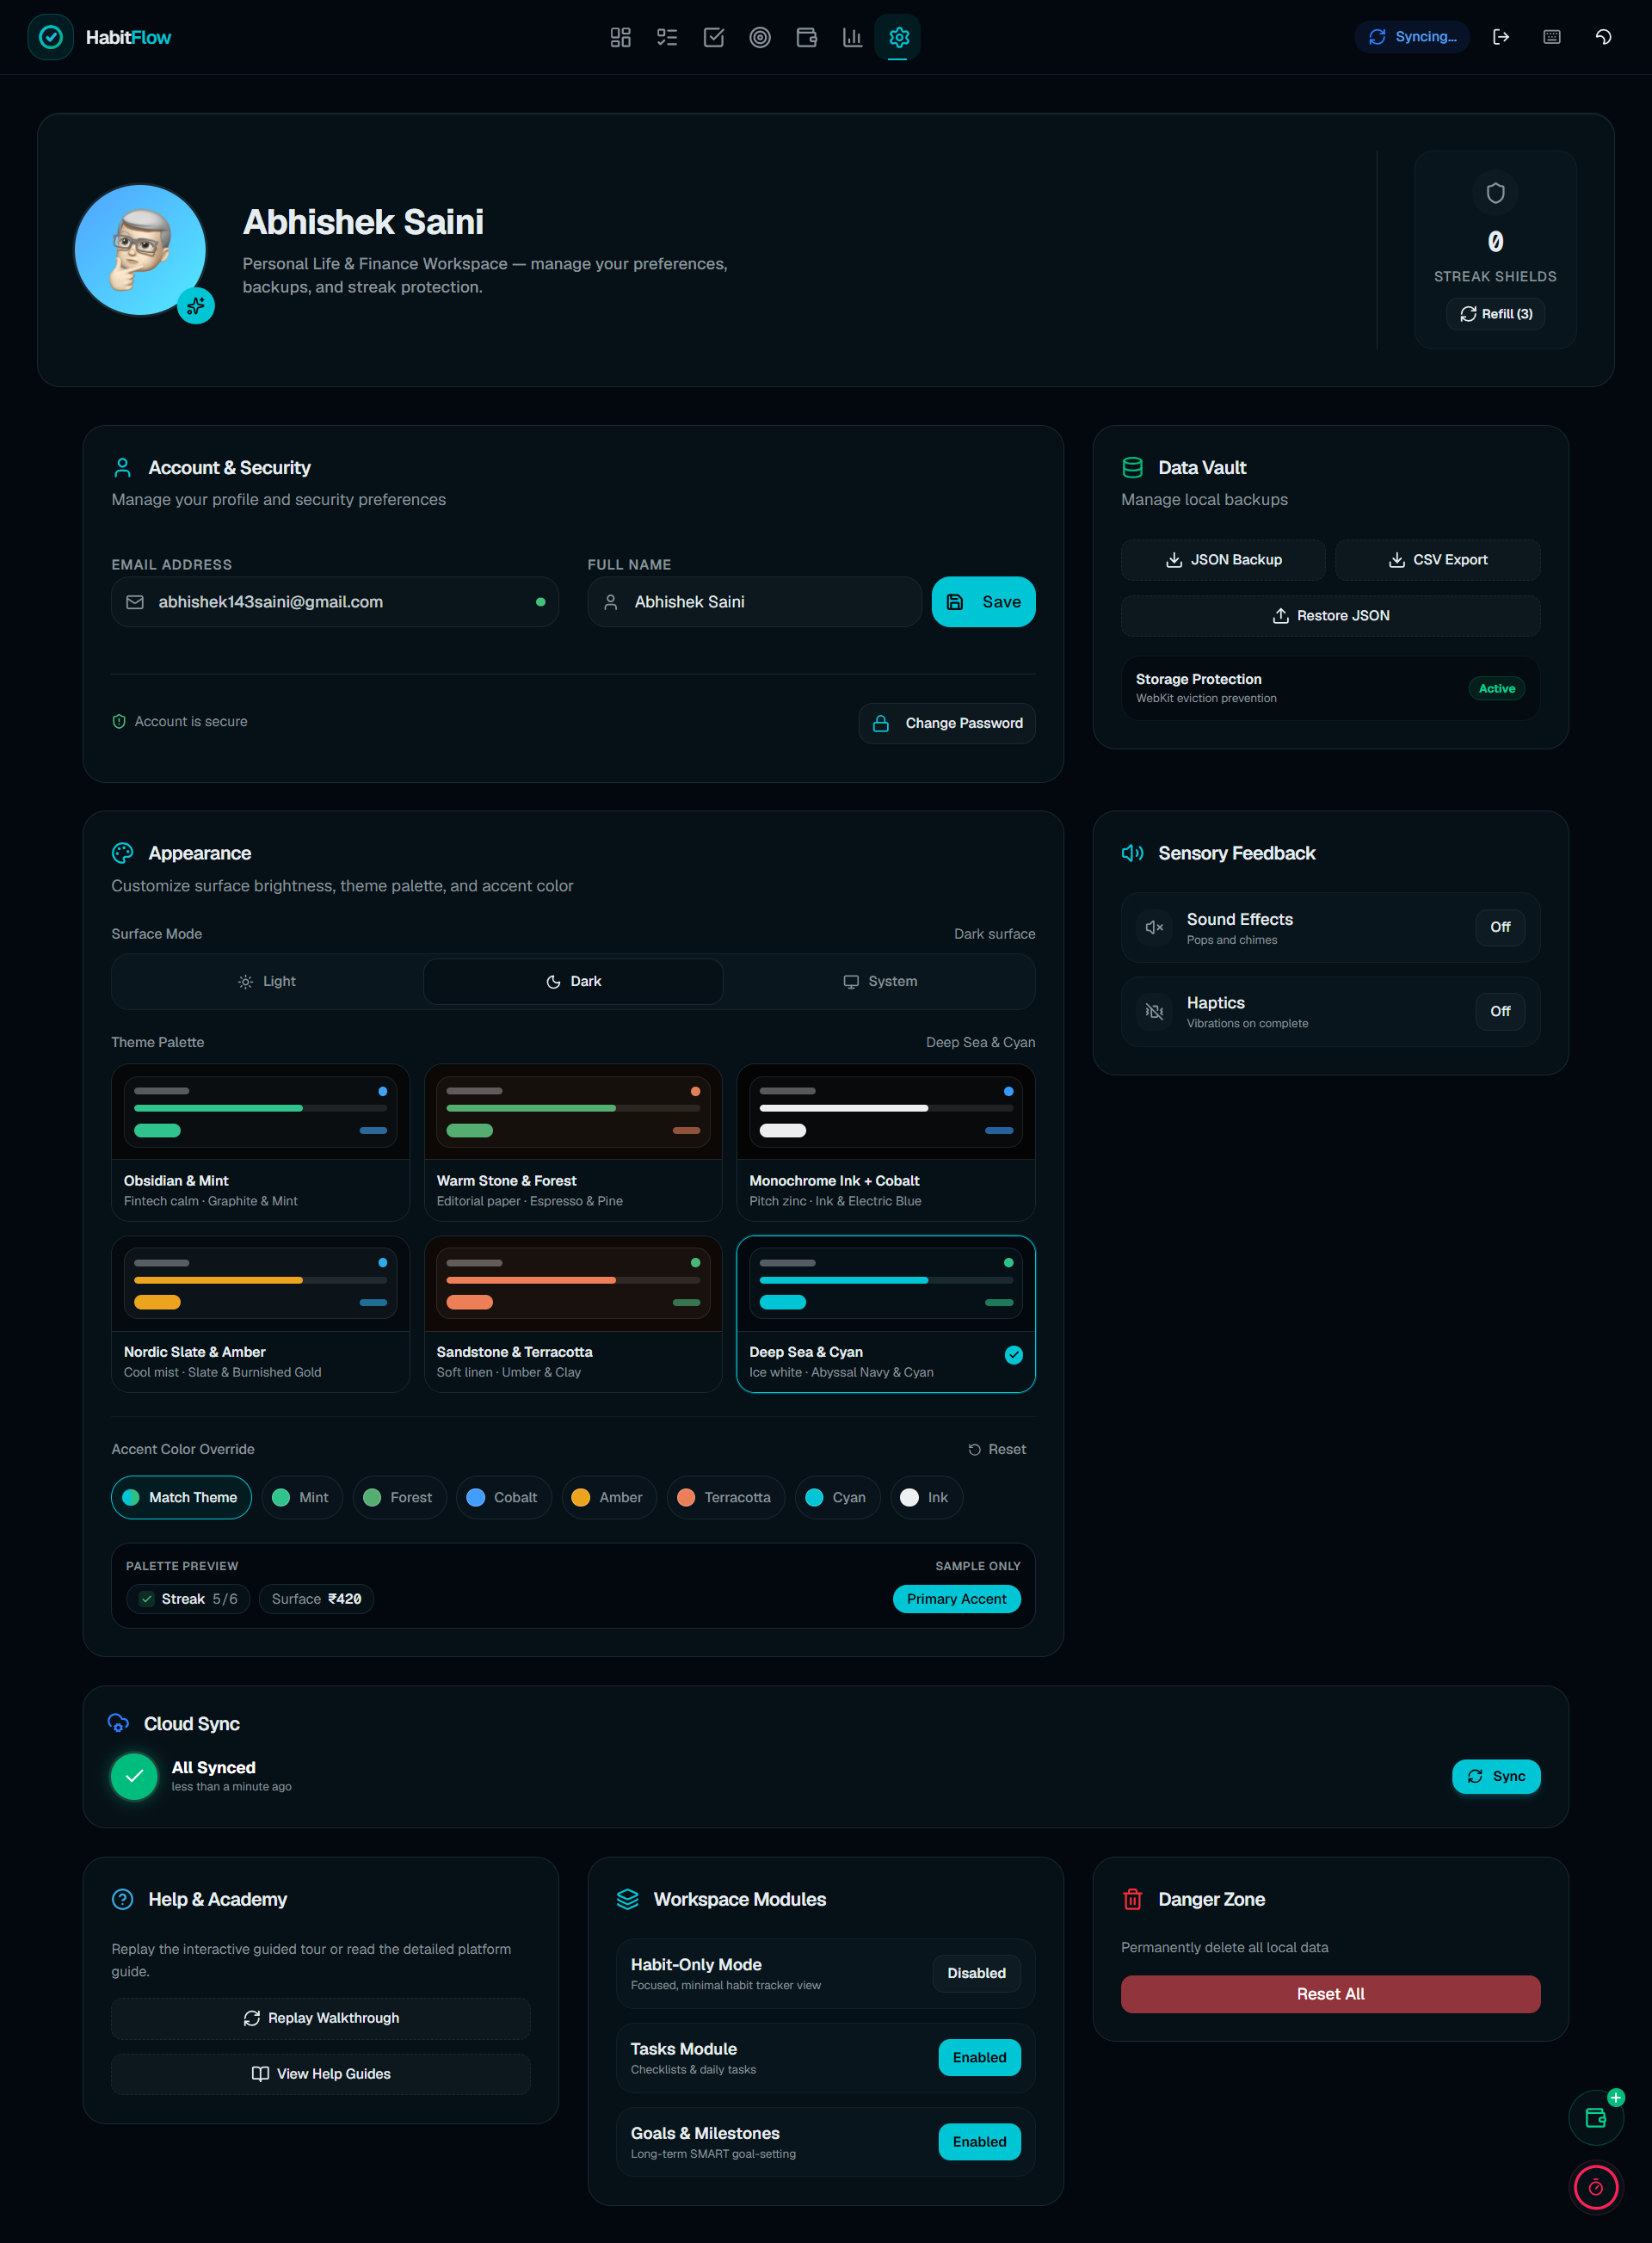 HabitFlow
Syncing...
Abhishek Saini
Personal Life & Finance Workspace — manage your preferences,
backups, and streak protection.
0
STREAK SHIELDS
Refill (3)
Account & Security
Manage your profile and security preferences
EMAIL ADDRESS
abhishek143saini@gmail.com
FULL NAME
Abhishek Saini
Save
Account is secure
Change Password
Data Vault
Manage local backups
JSON Backup
CSV Export
Restore JSON
Storage Protection
WebKit eviction prevention
Active
Appearance
Customize surface brightness, theme palette, and accent color
Surface Mode
Dark surface
Light
Dark
System
Theme Palette
Deep Sea & Cyan
Obsidian & Mint
Fintech calm · Graphite & Mint
Warm Stone & Forest
Editorial paper · Espresso & Pine
Monochrome Ink + Cobalt
Pitch zinc · Ink & Electric Blue
Nordic Slate & Amber
Cool mist · Slate & Burnished Gold
Sandstone & Terracotta
Soft linen · Umber & Clay
Deep Sea & Cyan
Ice white · Abyssal Navy & Cyan
Accent Color Override
Reset
Match Theme
Mint
Forest
Cobalt
Amber
Terracotta
Cyan
Ink
PALETTE PREVIEW
SAMPLE ONLY
Streak 5/6
Surface ₹420
Primary Accent
Sensory Feedback
Sound Effects
Pops and chimes
Off
Haptics
Vibrations on complete
Off
Cloud Sync
All Synced
less than a minute ago
Sync
Help & Academy
Replay the interactive guided tour or read the detailed platform
guide.
Replay Walkthrough
View Help Guides
Workspace Modules
Habit-Only Mode
Focused, minimal habit tracker view
Disabled
Tasks Module
Checklists & daily tasks
Enabled
Goals & Milestones
Long-term SMART goal-setting
Enabled
Danger Zone
Permanently delete all local data
Reset All